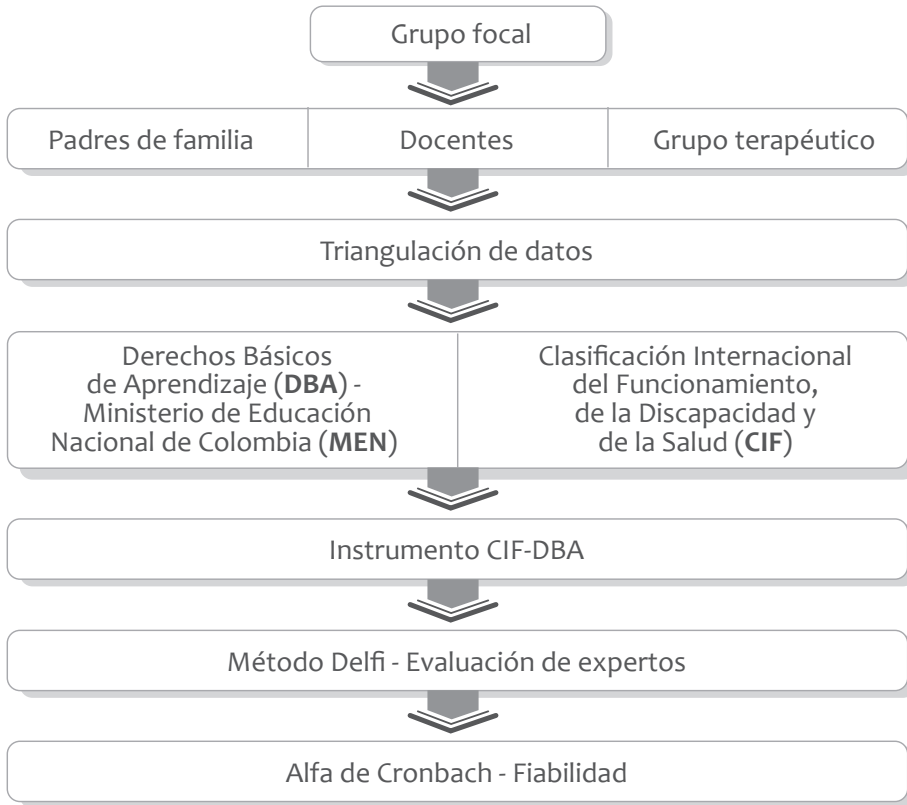 Grupo focal
Padres de familia
Docentes
Grupo terapéutico
Triangulación de datos
Derechos Básicos
de Aprendizaje (DBA) -
Ministerio de Educación
Nacional de Colombia (MEN)
Clasificación Internacional
del Funcionamiento,
de la Discapacidad y
de la Salud (CIF)
Instrumento CIF-DBA
Método Delfi - Evaluación de expertos
Alfa de Cronbach - Fiabilidad